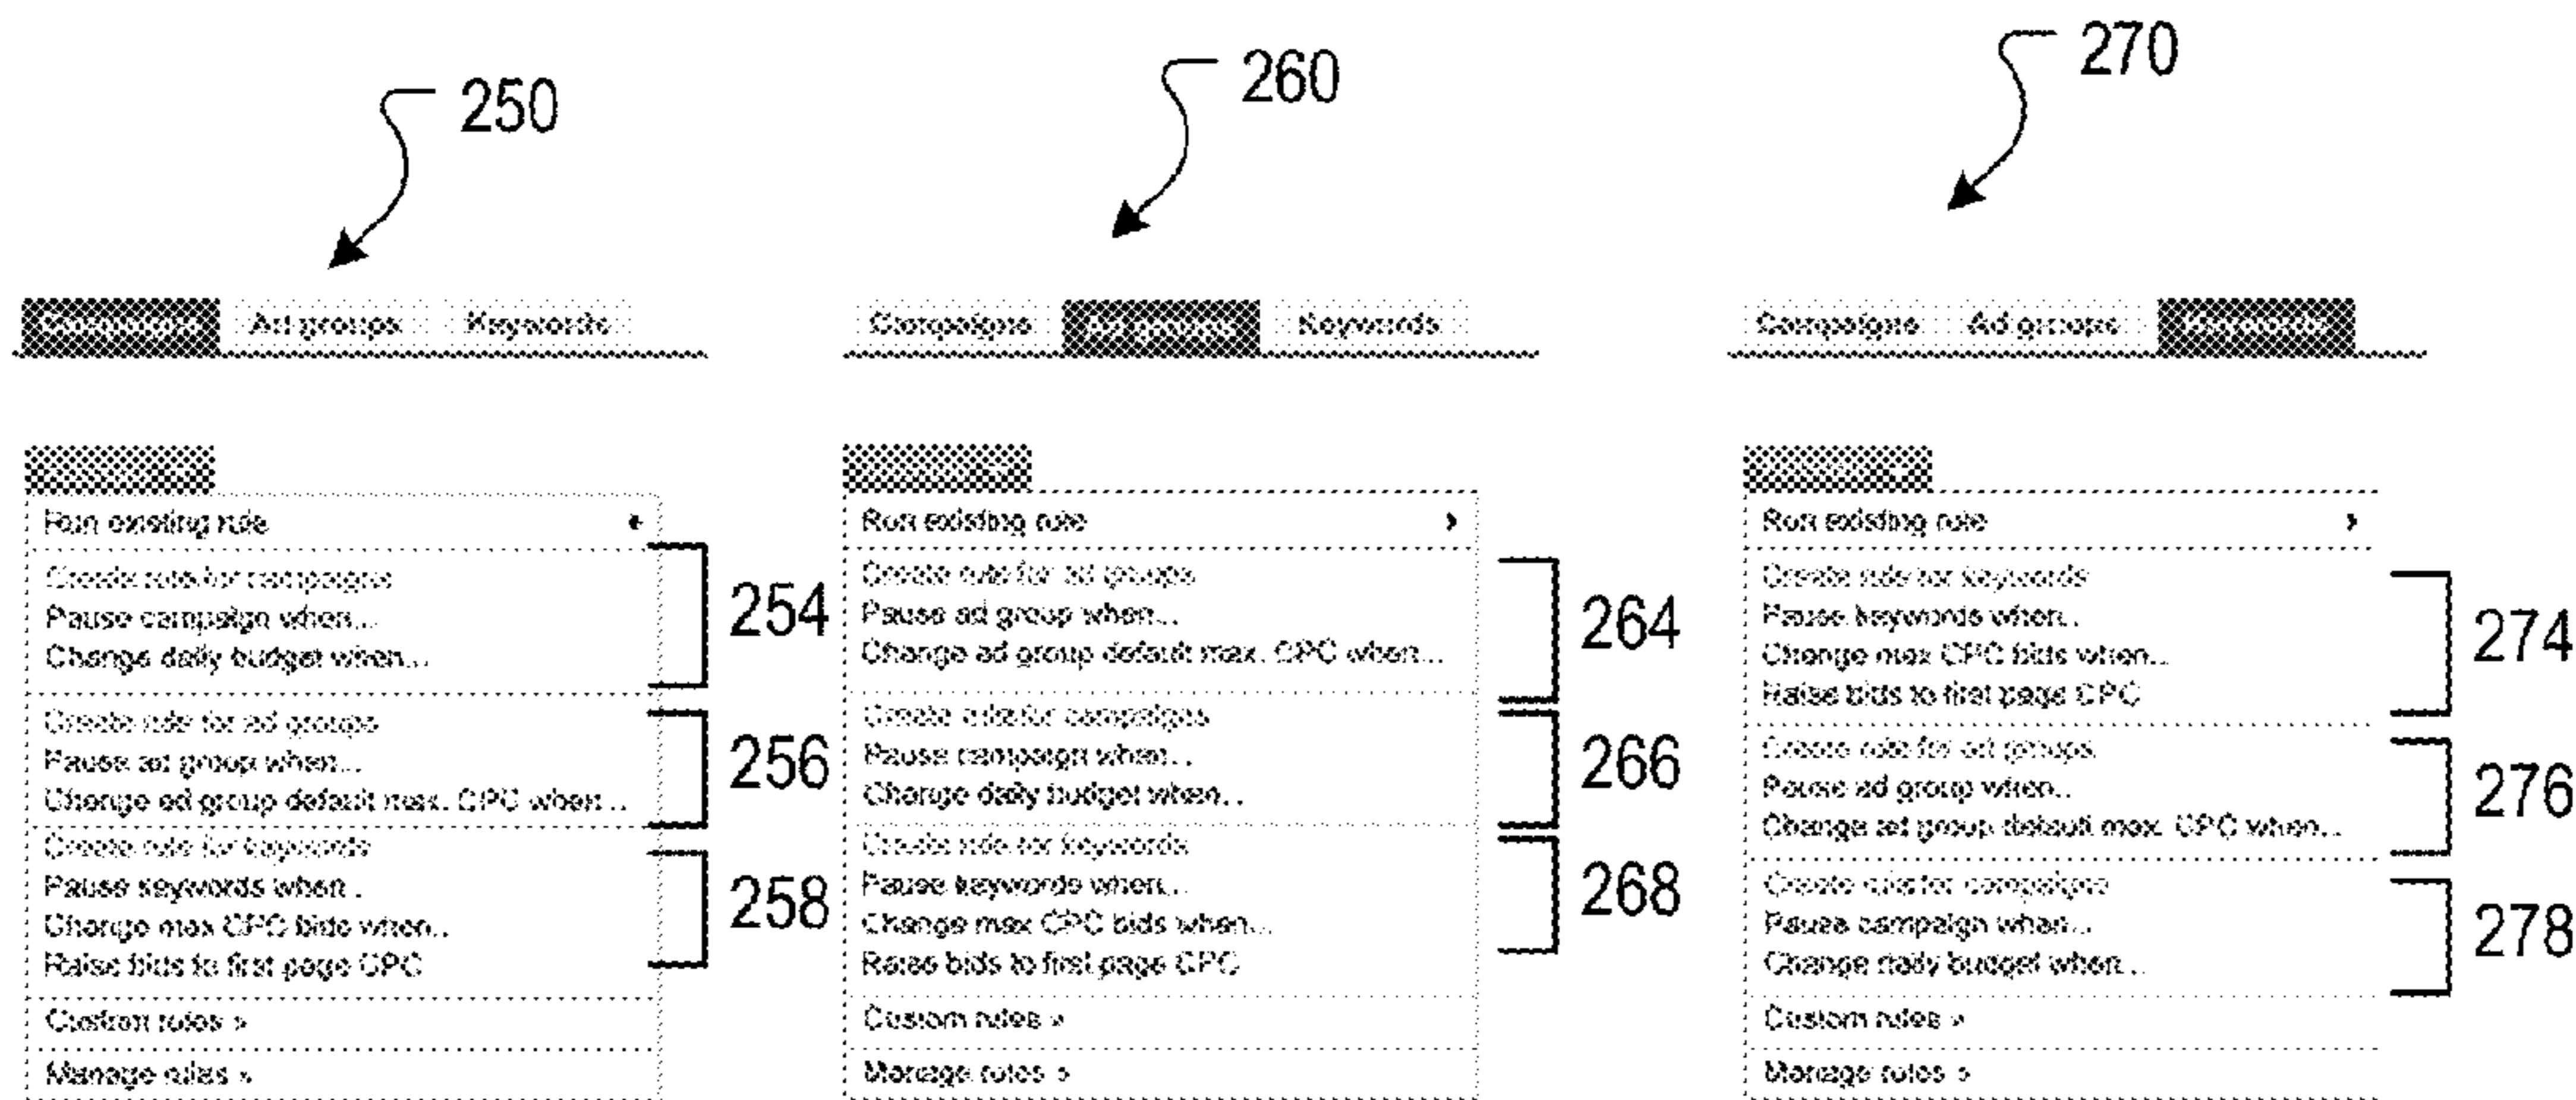 250
260
270
Campaigns Ad groups Keywords
Campaigns Ad groups Keywords
Campaigns Ad groups Keywords
Run existing rule
Create rule for campaigns
Pause campaign when...
Change daily budget when...
254
Create rule for ad groups
Pause ad group when...
Change ad group default max. CPC when...
256
Create rule for keywords
Pause keywords when...
Change max CPC bids when...
Raise bids to first page CPC
258
Custom rules »
Manage rules »
Run existing rule
Create rule for ad groups
Pause ad group when...
Change ad group default max. CPC when...
264
Create rule for campaigns
Pause campaign when...
Change daily budget when...
266
Create rule for keywords
Pause keywords when...
Change max CPC bids when...
Raise bids to first page CPC
268
Custom rules »
Manage rules »
Run existing rule
Create rule for keywords
Pause keywords when...
Change max CPC bids when...
Raise bids to first page CPC
274
Create rule for ad groups
Pause ad group when...
Change ad group default max. CPC when...
276
Create rule for campaigns
Pause campaign when...
Change daily budget when...
278
Custom rules »
Manage rules »